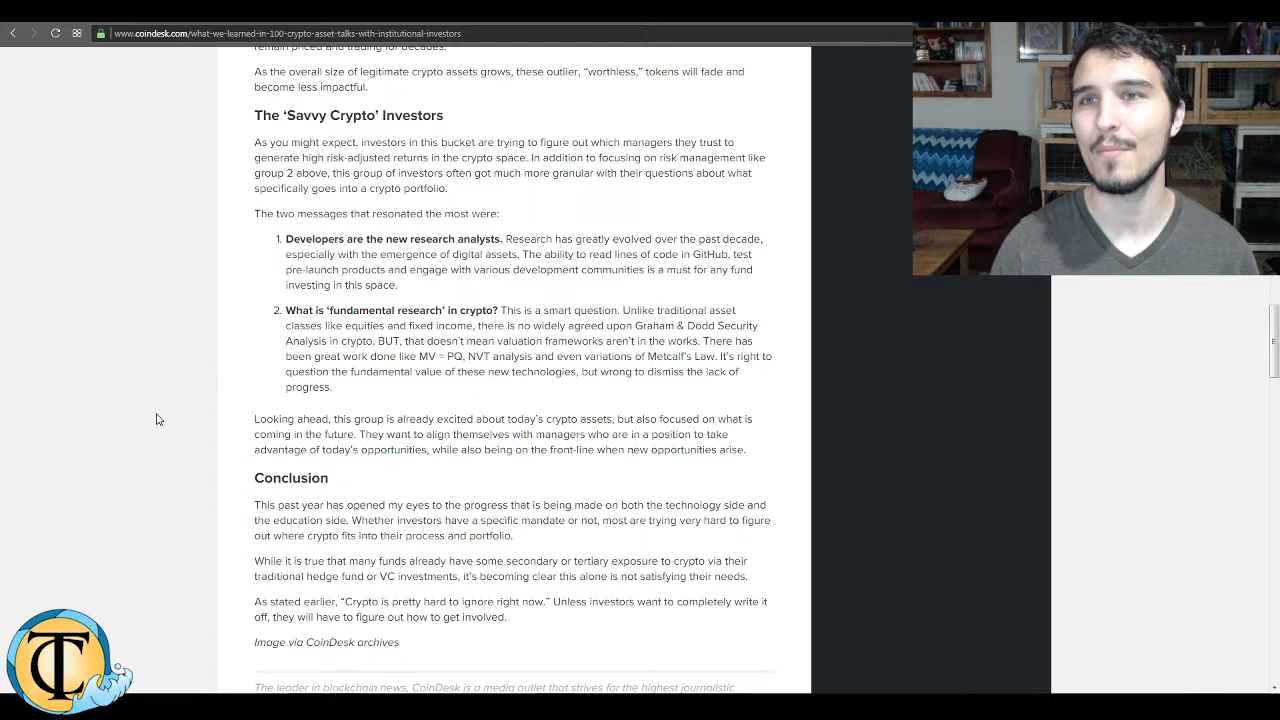 www.coindesk.com/what-we-learned-in-100-crypto-asset-talks-with-institutional-investors
remain priced and trading for decades.
As the overall size of legitimate crypto assets grows, these outlier, “worthless,” tokens will fade and
become less impactful.
The ‘Savvy Crypto’ Investors
As you might expect, investors in this bucket are trying to figure out which managers they trust to
generate high risk-adjusted returns in the crypto space. In addition to focusing on risk management like
group 2 above, this group of investors often got much more granular with their questions about what
specifically goes into a crypto portfolio.
The two messages that resonated the most were:
1. Developers are the new research analysts. Research has greatly evolved over the past decade,
especially with the emergence of digital assets. The ability to read lines of code in GitHub, test
pre-launch products and engage with various development communities is a must for any fund
investing in this space.
2. What is ‘fundamental research’ in crypto? This is a smart question. Unlike traditional asset
classes like equities and fixed income, there is no widely agreed upon Graham & Dodd Security
Analysis in crypto. BUT, that doesn’t mean valuation frameworks aren’t in the works. There has
been great work done like MV = PQ, NVT analysis and even variations of Metcalf’s Law. It’s right to
question the fundamental value of these new technologies, but wrong to dismiss the lack of
progress.
Looking ahead, this group is already excited about today’s crypto assets, but also focused on what is
coming in the future. They want to align themselves with managers who are in a position to take
advantage of today’s opportunities, while also being on the front-line when new opportunities arise.
Conclusion
This past year has opened my eyes to the progress that is being made on both the technology side and
the education side. Whether investors have a specific mandate or not, most are trying very hard to figure
out where crypto fits into their process and portfolio.
While it is true that many funds already have some secondary or tertiary exposure to crypto via their
traditional hedge fund or VC investments, it’s becoming clear this alone is not satisfying their needs.
As stated earlier, “Crypto is pretty hard to ignore right now.” Unless investors want to completely write it
off, they will have to figure out how to get involved.
Image via CoinDesk archives
The leader in blockchain news, CoinDesk is a media outlet that strives for the highest journalistic
TC